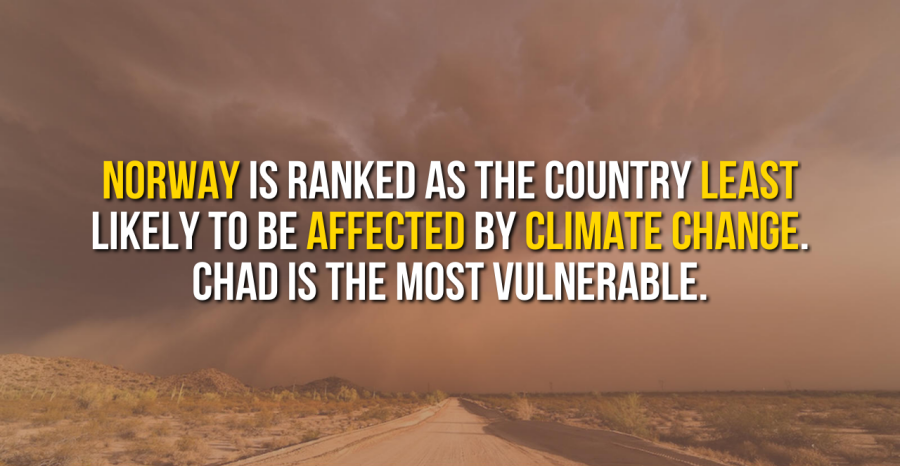 NORWAY IS RANKED AS THE COUNTRY LEAST
LIKELY TO BE AFFECTED BY CLIMATE CHANGE.
CHAD IS THE MOST VULNERABLE.